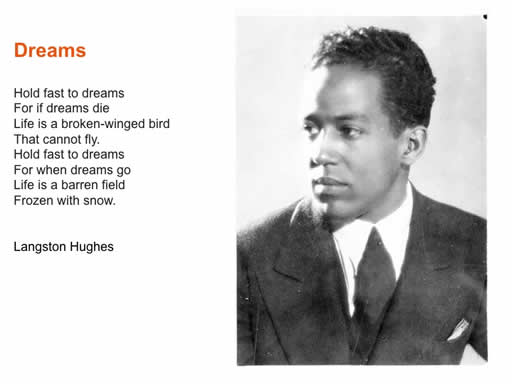 Dreams
Hold fast to dreams
For if dreams die
Life is a broken-winged bird
That cannot fly.
Hold fast to dreams
For when dreams go
Life is a barren field
Frozen with snow.
Langston Hughes